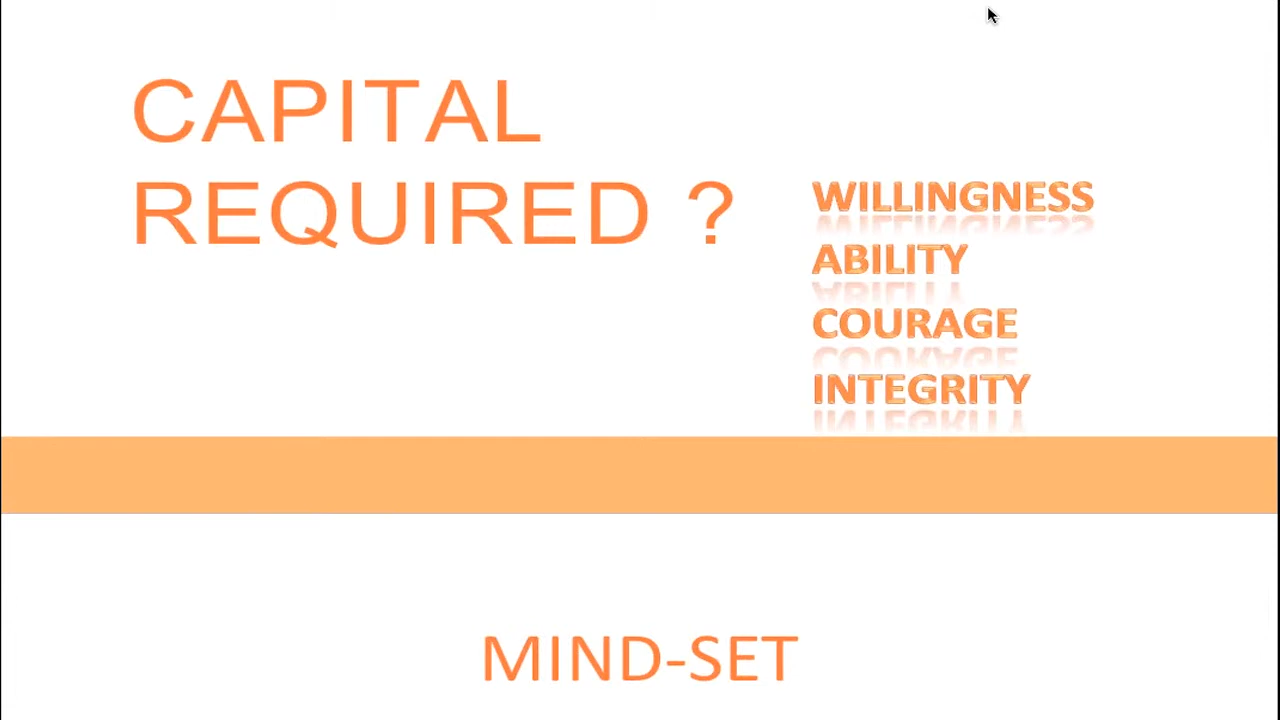 CAPITAL
REQUIRED ?
WILLINGNESS
ABILITY
COURAGE
INTEGRITY
MIND-SET